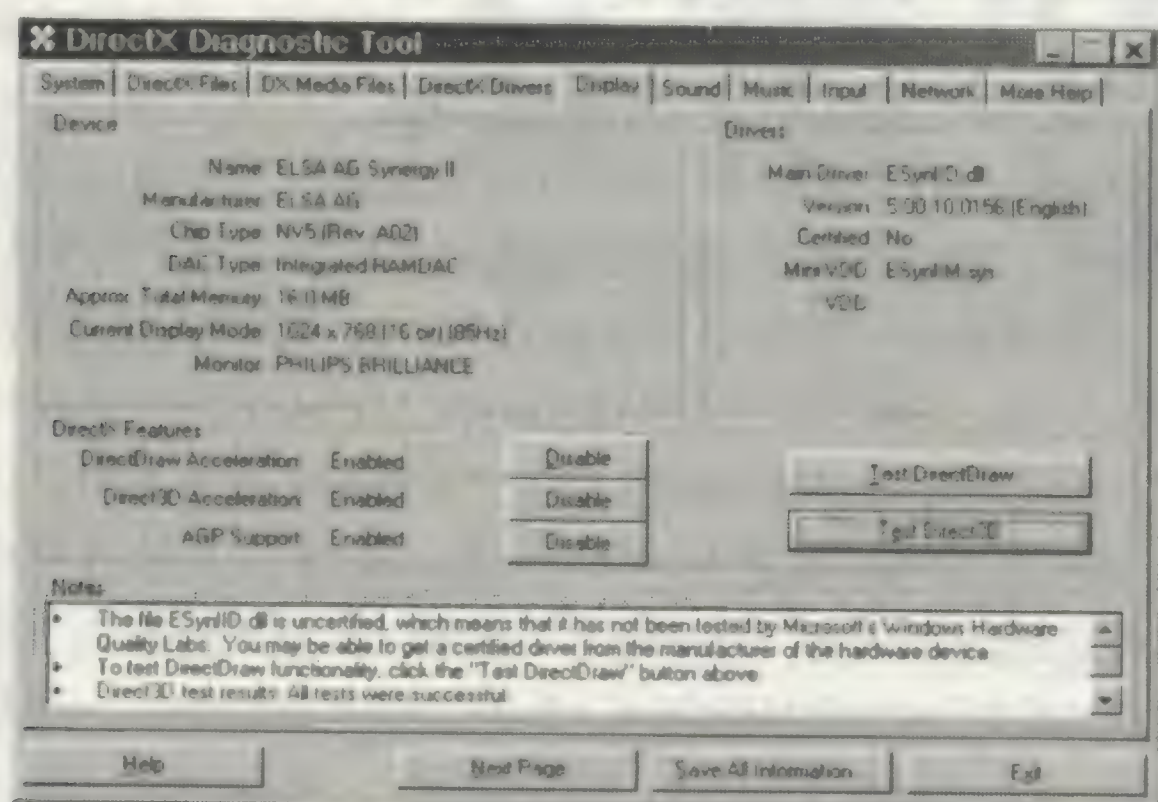 DirectX Diagnostic Tool
System DirectX Files DX Media Files DirectX Drivers Display Sound Music Input Network More Help
Device
Name: ELSA AG Synergy II
Manufacturer: ELSA AG
Chip Type: NV5 (Rev. A02)
DAC Type: Integrated RAMDAC
Approx. Total Memory: 16.0 MB
Current Display Mode: 1024 x 768 (16 bit) (85Hz)
Monitor: PHILIPS BRILLIANCE
Drivers
Main Driver: ESynIID.dll
Version: 5.00.10.0156 (English)
Certified: No
Mini VDD: ESynIIM.sys
VDD:
DirectX Features
DirectDraw Acceleration: Enabled Disable
Direct3D Acceleration: Enabled Disable
AGP Support: Enabled Disable
Test DirectDraw
Test Direct3D
Notes
• The file ESynIID.dll is uncertified, which means that it has not been tested by Microsoft's Windows Hardware
Quality Labs. You may be able to get a certified driver from the manufacturer of the hardware device.
• To test DirectDraw functionality, click the "Test DirectDraw" button above.
• Direct3D test results: All tests were successful.
Help Next Page Save All Information Exit